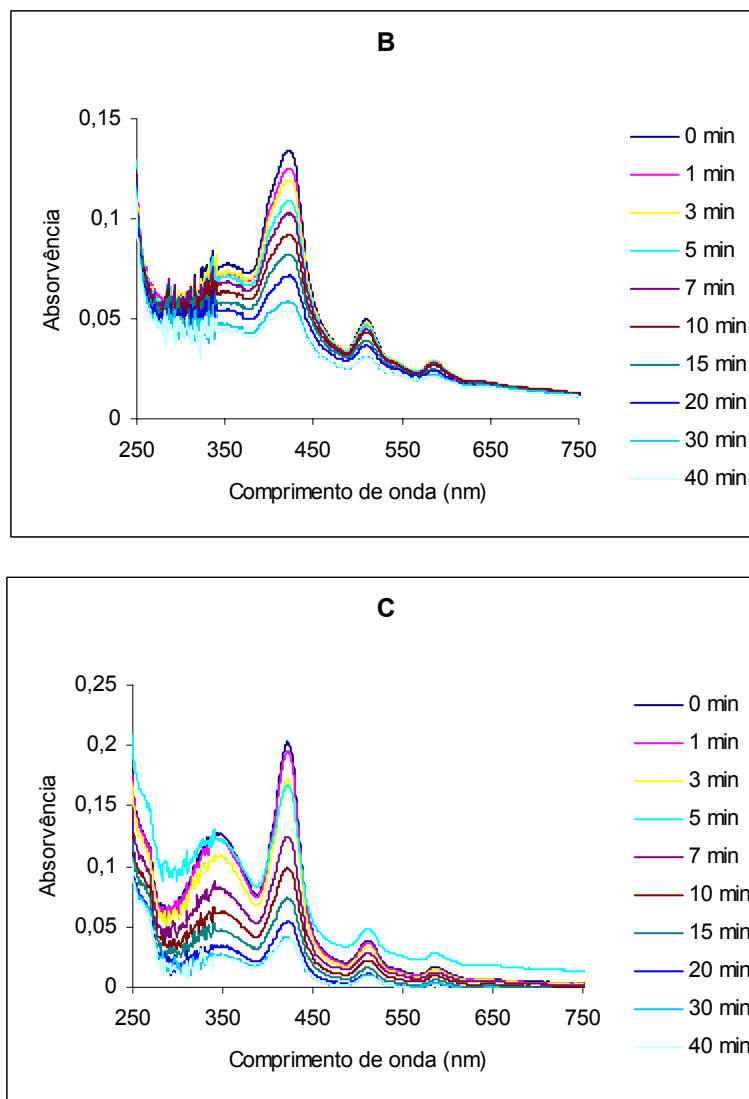 B
0,15
0,1
0,05
0
Absorvência
250 350 450 550 650 750
Comprimento de onda (nm)
0 min
1 min
3 min
5 min
7 min
10 min
15 min
20 min
30 min
40 min
C
0,25
0,2
0,15
0,1
0,05
0
Absorvência
250 350 450 550 650 750
Comprimento de onda (nm)
0 min
1 min
3 min
5 min
7 min
10 min
15 min
20 min
30 min
40 min